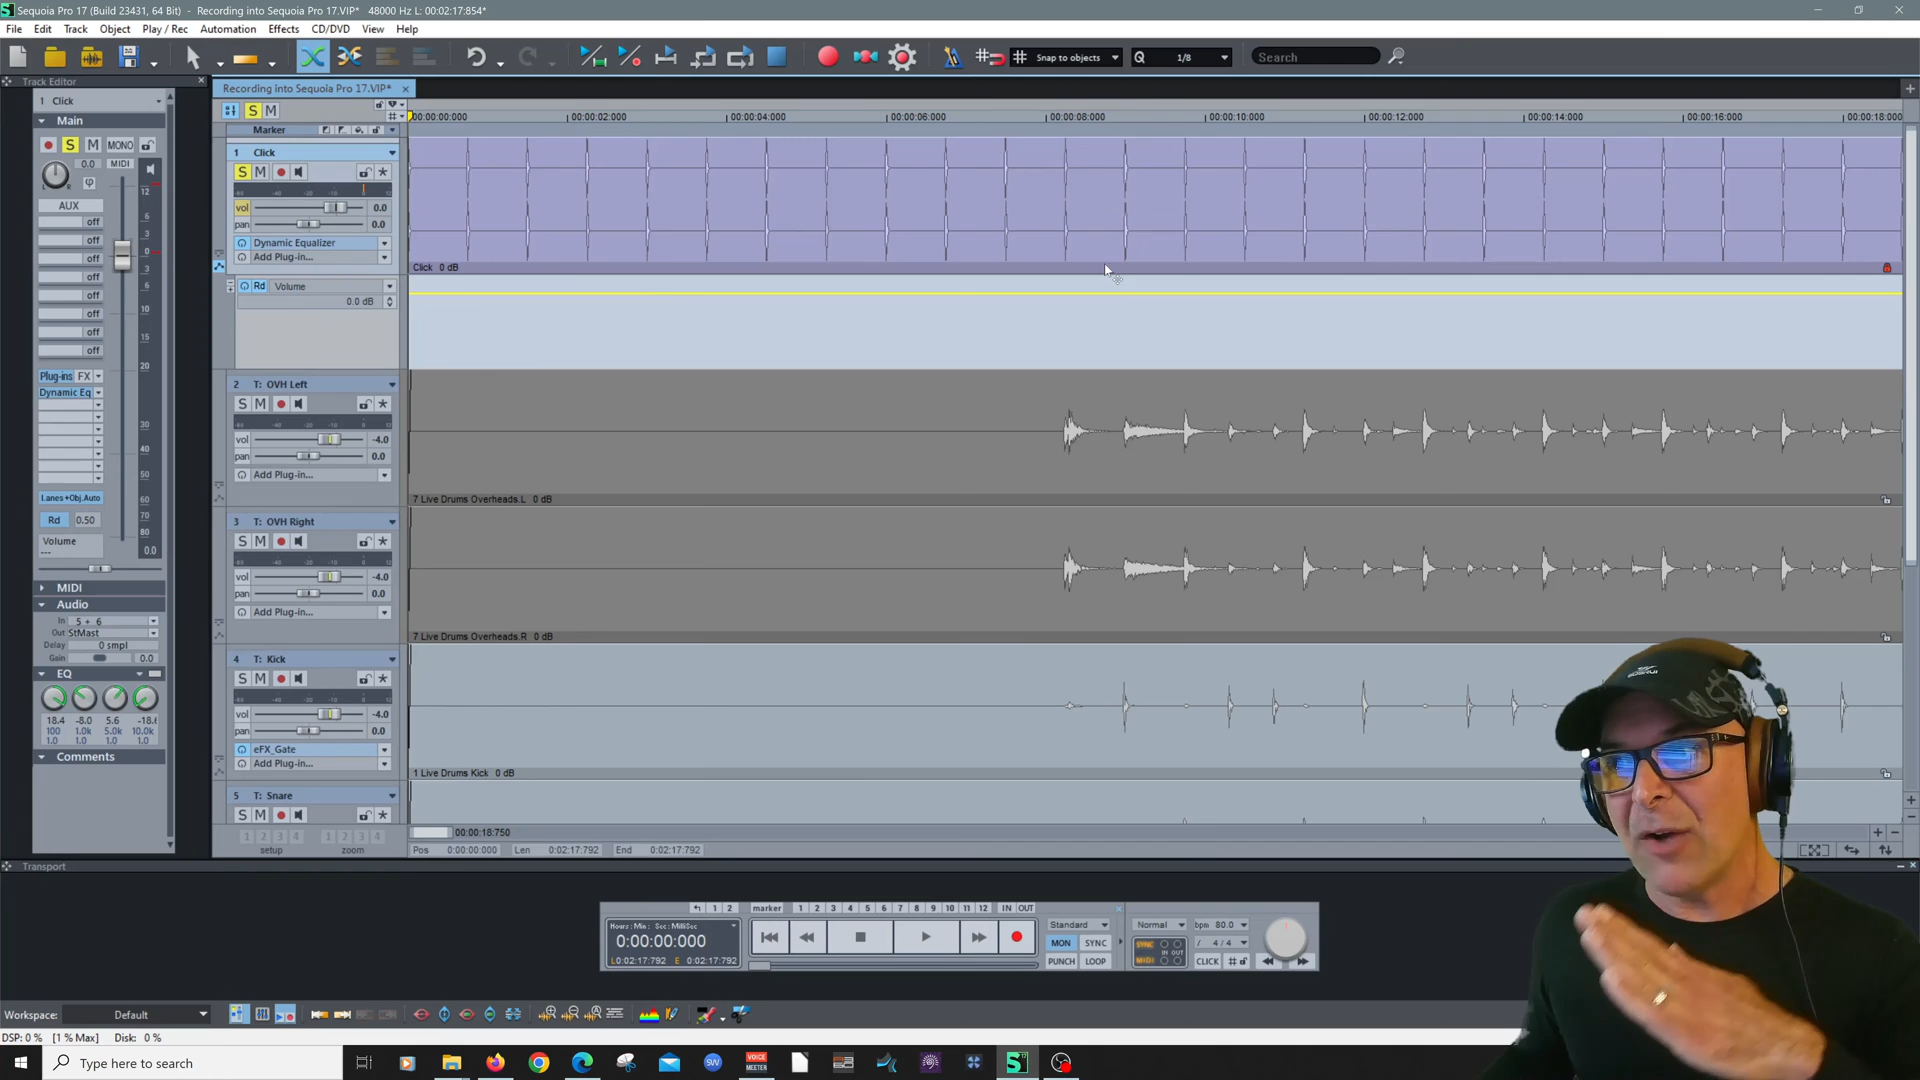 Sequoia Pro 17 (Build 23431, 64 Bit) - Recording into Sequoia Pro 17.VIP* 48000 Hz L: 00:02:17:854*
File Edit Track Object Play / Rec Automation Effects CD/DVD View Help
Snap to objects Q 1/8 Search
Track Editor
Recording into Sequoia Pro 17.VIP*
1 Click
Main
S M MONO
0.0 MIDI
L R
AUX
off
off
off
off
off
off
off
off
Plug-ins FX
Dynamic Eq
Lanes +Obj.Auto
Rd 0.50
Volume
---
12
6
3
0
3
6
10
15
20
30
40
50
60
70
80
0.0
MIDI
Audio
In 5 + 6
Out StMast
Delay 0 smpl
Gain 0.0
EQ
18.4 -8.0 5.6 -18.6
100 1.0k 5.0k 10.0k
1.0 1.0 1.0 1.0
Comments
S M
Marker
00:00:00:000 00:00:02:000 00:00:04:000 00:00:06:000 00:00:08:000 00:00:10:000 00:00:12:000 00:00:14:000 00:00:16:000 00:00:18:000
1 Click
S M
vol 0.0
pan 0.0
Dynamic Equalizer
Add Plug-in...
Click 0 dB
Rd Volume
0.0 dB
2 T: OVH Left
S M
vol -4.0
pan 0.0
Add Plug-in...
7 Live Drums Overheads.L 0 dB
3 T: OVH Right
S M
vol -4.0
pan 0.0
Add Plug-in...
7 Live Drums Overheads.R 0 dB
4 T: Kick
S M
vol -4.0
pan 0.0
eFX_Gate
Add Plug-in...
1 Live Drums Kick 0 dB
5 T: Snare
S M
1 2 3 4 1 2 3 4
setup zoom
00:00:18:750
Pos 0:00:00:000 Len 0:02:17:792 End 0:02:17:792
Transport
1 2 marker 1 2 3 4 5 6 7 8 9 10 11 12 IN OUT
Hours: Min: Sec: MilliSec
0:00:00:000
L 0:02:17:792 E 0:02:17:792
Standard
MON SYNC
PUNCH LOOP
Normal bpm 80.0
SYNC IN OUT / 4 / 4
MIDI CLICK
Workspace: Default
DSP: 0 % [1 % Max] Disk: 0 %
Type here to search
SW
VOICE
MEETER